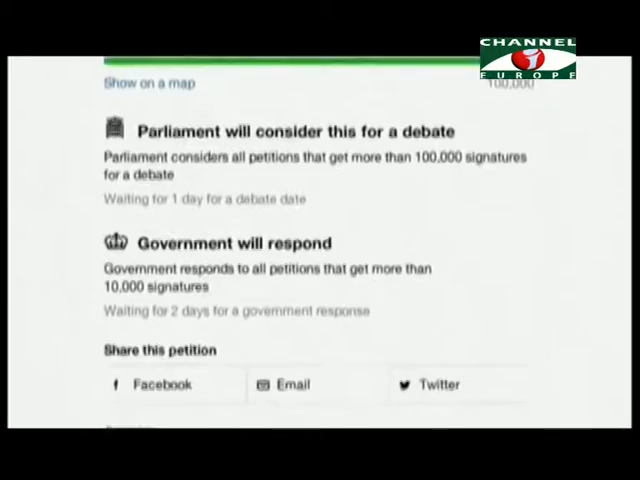 CHANNEL
i
EUROPE
Show on a map
100,000
Parliament will consider this for a debate
Parliament considers all petitions that get more than 100,000 signatures
for a debate
Waiting for 1 day for a debate date
Government will respond
Government responds to all petitions that get more than
10,000 signatures
Waiting for 2 days for a government response
Share this petition
Facebook
Email
Twitter